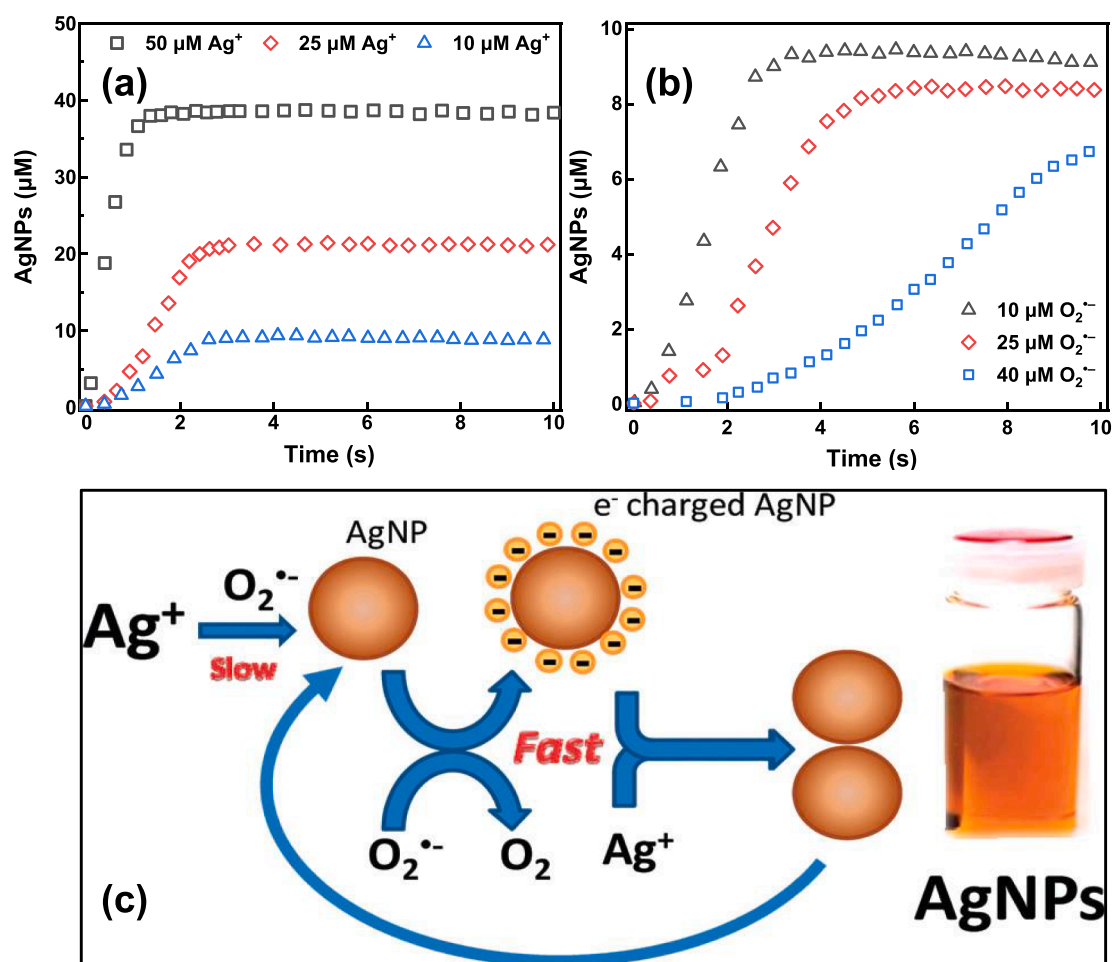 50 µM Ag⁺ 25 µM Ag⁺ 10 µM Ag⁺
(a)
50
40
30
20
10
0
AgNPs (µM)
0 2 4 6 8 10
Time (s)
(b)
10
8
6
4
2
0
AgNPs (µM)
10 µM O₂•⁻
25 µM O₂•⁻
40 µM O₂•⁻
0 2 4 6 8 10
Time (s)
e⁻ charged AgNP
AgNP
O₂•⁻
Ag⁺
Slow
Fast
O₂•⁻ O₂ Ag⁺
(c)
AgNPs